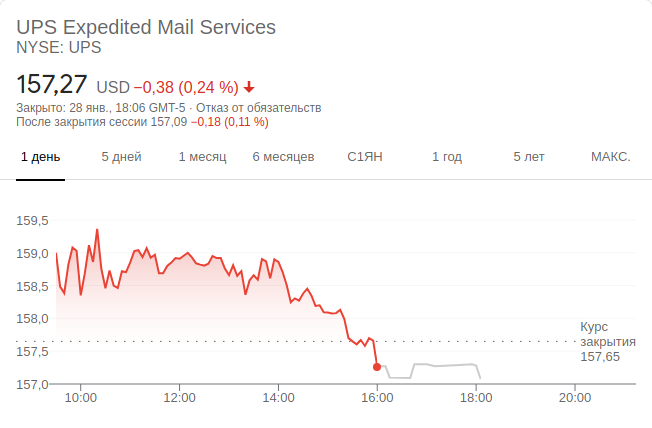 UPS Expedited Mail Services
NYSE: UPS
157,27 USD −0,38 (0,24 %)
Закрыто: 28 янв., 18:06 GMT-5 · Отказ от обязательств
После закрытия сессии 157,09 −0,18 (0,11 %)
1 день 5 дней 1 месяц 6 месяцев С1ЯН 1 год 5 лет МАКС.
159,5
159,0
158,5
158,0
Курс
закрытия
157,65
157,5
157,0
10:00 12:00 14:00 16:00 18:00 20:00